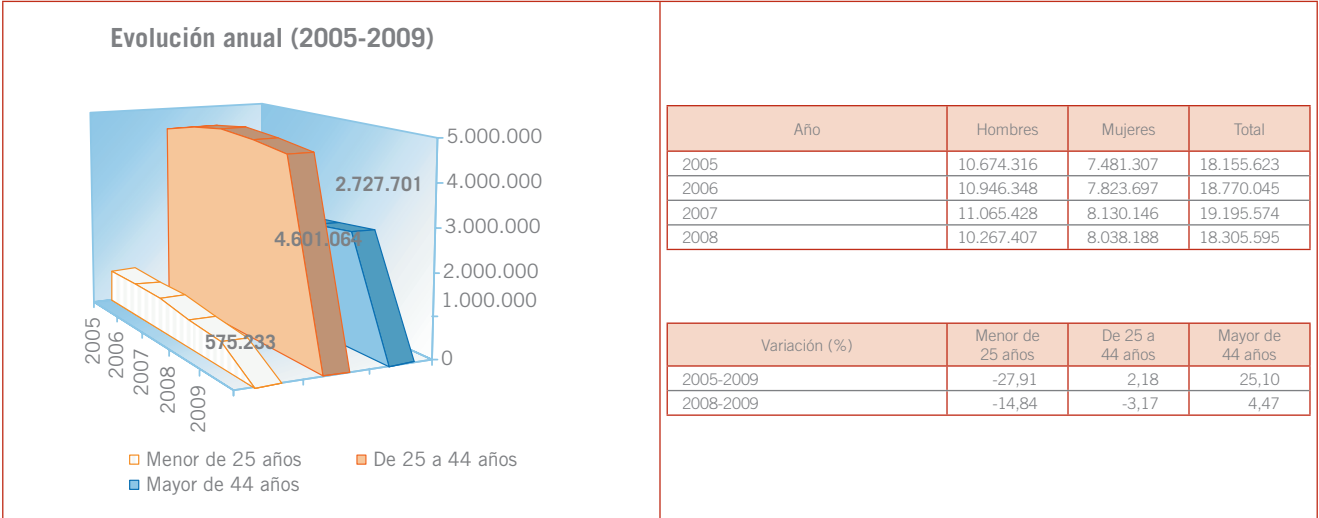 Evolución anual (2005-2009)
5.000.000
4.000.000
3.000.000
2.000.000
1.000.000
0
2.727.701
4.601.064
575.233
2005
2006
2007
2008
2009
Menor de 25 años De 25 a 44 años
Mayor de 44 años
Año Hombres Mujeres Total
2005 10.674.316 7.481.307 18.155.623
2006 10.946.348 7.823.697 18.770.045
2007 11.065.428 8.130.146 19.195.574
2008 10.267.407 8.038.188 18.305.595
Variación (%) Menor de 25 años De 25 a 44 años Mayor de 44 años
2005-2009 -27,91 2,18 25,10
2008-2009 -14,84 -3,17 4,47